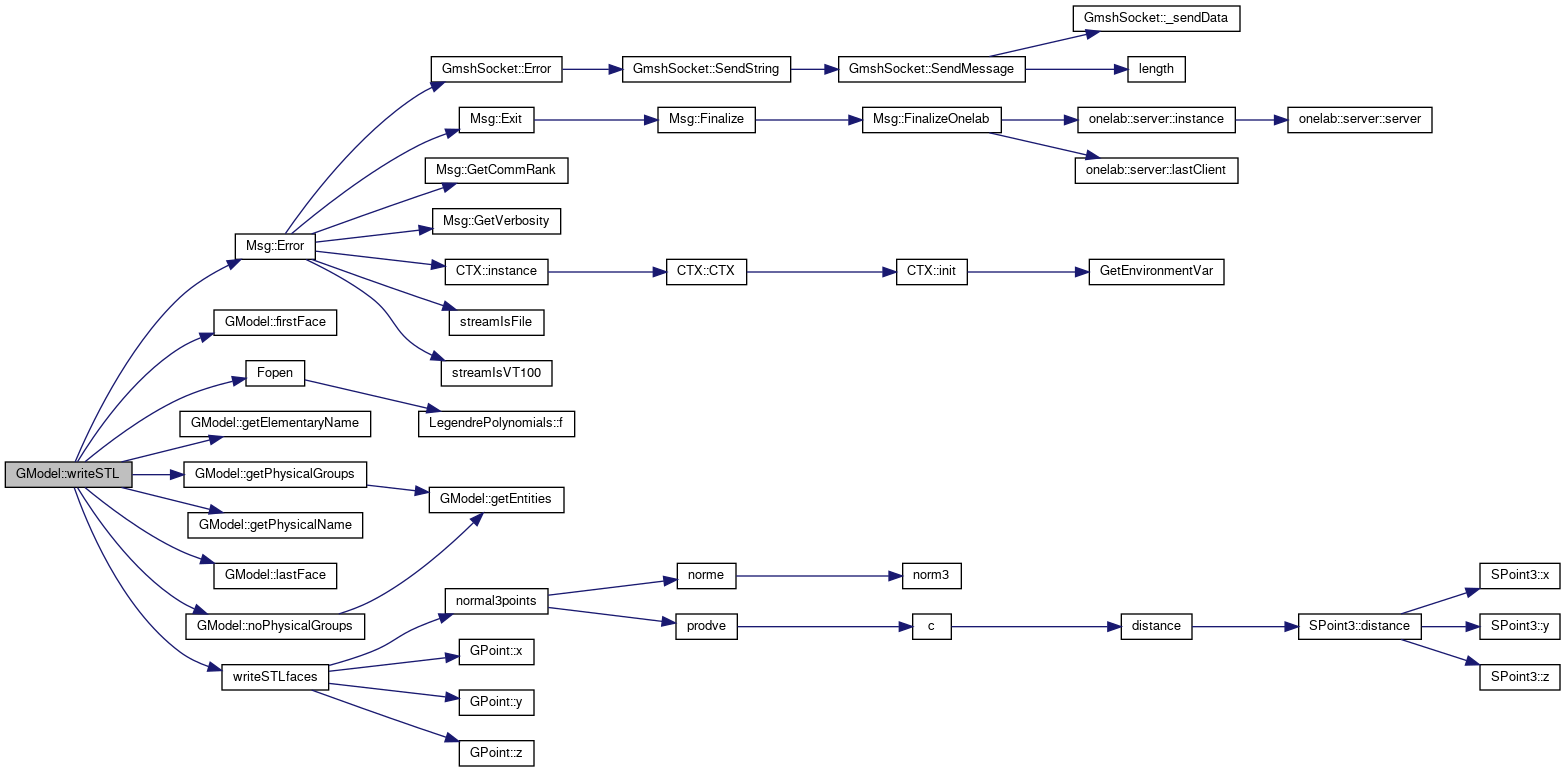 GmshSocket::_sendData
GmshSocket::Error
GmshSocket::SendString
GmshSocket::SendMessage
length
Msg::Exit
Msg::Finalize
Msg::FinalizeOnelab
onelab::server::instance
onelab::server::server
Msg::GetCommRank
onelab::server::lastClient
Msg::GetVerbosity
Msg::Error
CTX::instance
CTX::CTX
CTX::init
GetEnvironmentVar
GModel::firstFace
streamIsFile
Fopen
streamIsVT100
GModel::getElementaryName
LegendrePolynomials::f
GModel::writeSTL
GModel::getPhysicalGroups
GModel::getEntities
GModel::getPhysicalName
GModel::lastFace
norme
norm3
SPoint3::x
normal3points
GModel::noPhysicalGroups
prodve
c
distance
SPoint3::distance
SPoint3::y
GPoint::x
writeSTLfaces
SPoint3::z
GPoint::y
GPoint::z